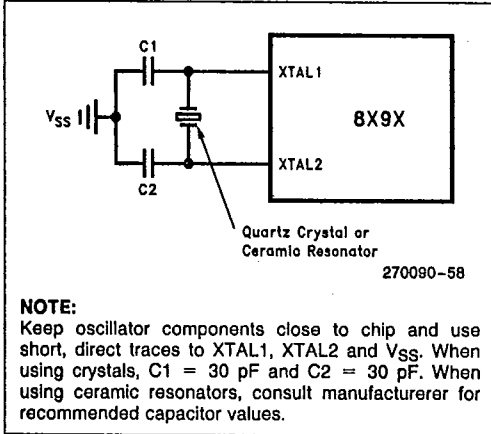 C1
XTAL1
8X9X
VSS
XTAL2
C2
Quartz Crystal or
Ceramic Resonator
270090-58
NOTE:
Keep oscillator components close to chip and use
short, direct traces to XTAL1, XTAL2 and VSS. When
using crystals, C1 = 30 pF and C2 = 30 pF. When
using ceramic resonators, consult manufacturerer for
recommended capacitor values.